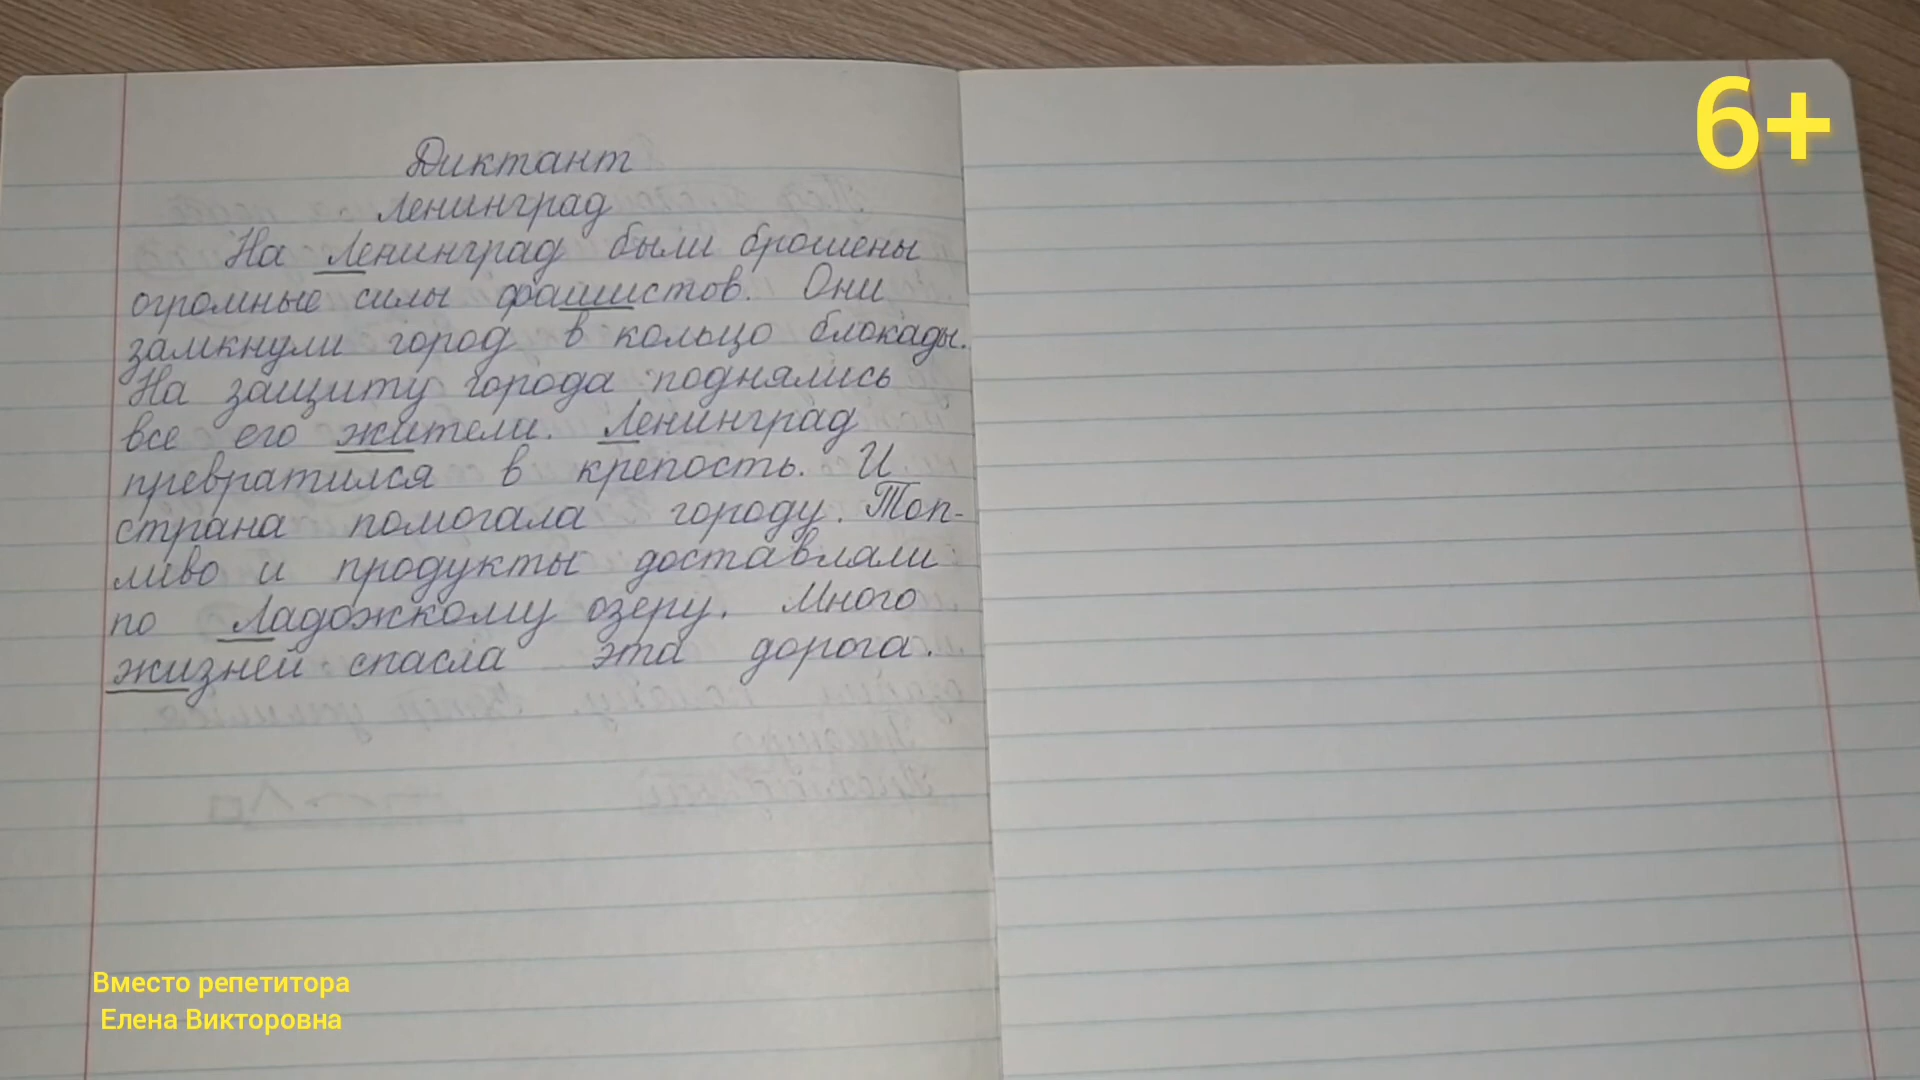 6+
Диктант
Ленинград
На Ленинград были брошены
огромные силы фашистов. Они
замкнули город в кольцо блокады.
На защиту города поднялись
все его жители. Ленинград
превратился в крепость. И
страна помогала городу. Топ-
ливо и продукты доставляли
по Ладожскому озеру. Много
жизней спасла эта дорога.
Вместо репетитора
Елена Викторовна